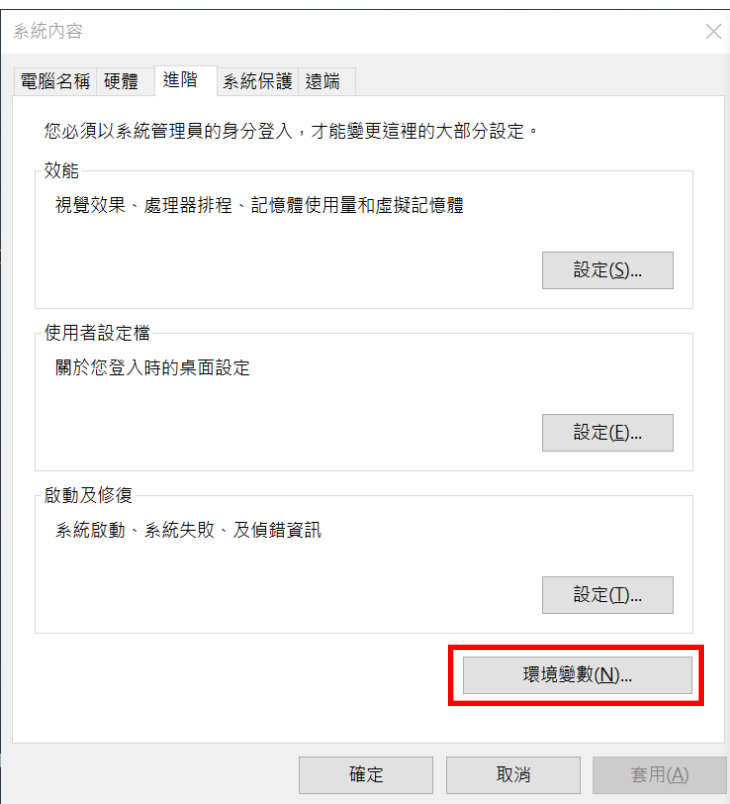 系統內容
電腦名稱 硬體 進階 系統保護 遠端
您必須以系統管理員的身分登入，才能變更這裡的大部分設定。
效能
視覺效果、處理器排程、記憶體使用量和虛擬記憶體
設定(S)...
使用者設定檔
關於您登入時的桌面設定
設定(E)...
啟動及修復
系統啟動、系統失敗、及偵錯資訊
設定(T)...
環境變數(N)...
確定 取消 套用(A)